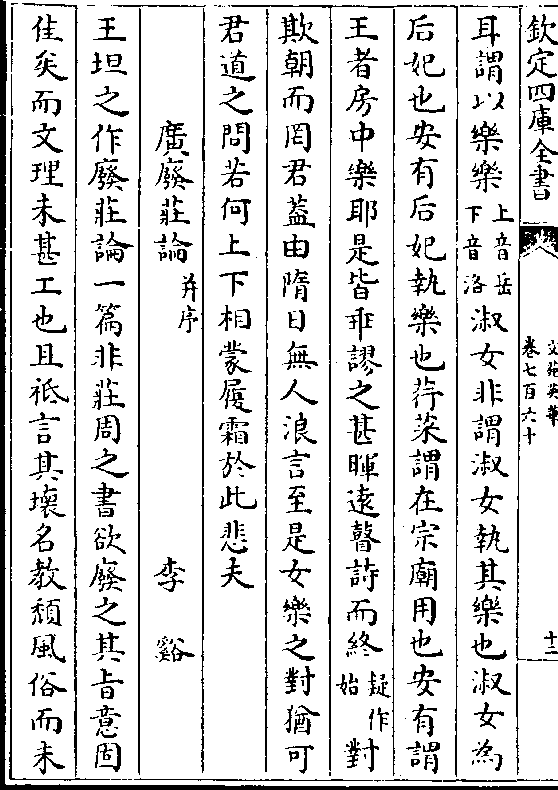 欽定四庫全書
文苑英華
卷七百六十
十二
耳謂以樂樂上音岳下音洛淑女非謂淑女執其樂也淑女為
后妃也安有后妃執樂也荇菜謂在宗廟用也安有謂
王者房中樂耶是皆乖謬之甚暉遠瞽詩而終疑作始對
欺朝而罔君蓋由隋日無人浪言至是女樂之對猶可
君道之問若何上下相蒙履霜於此悲夫
廣廢莊論并序 李谿
王坦之作廢莊論一篇非莊周之書欲廢之其旨意固
佳矣而文理未甚工也且祗言其壞名教頹風俗而未